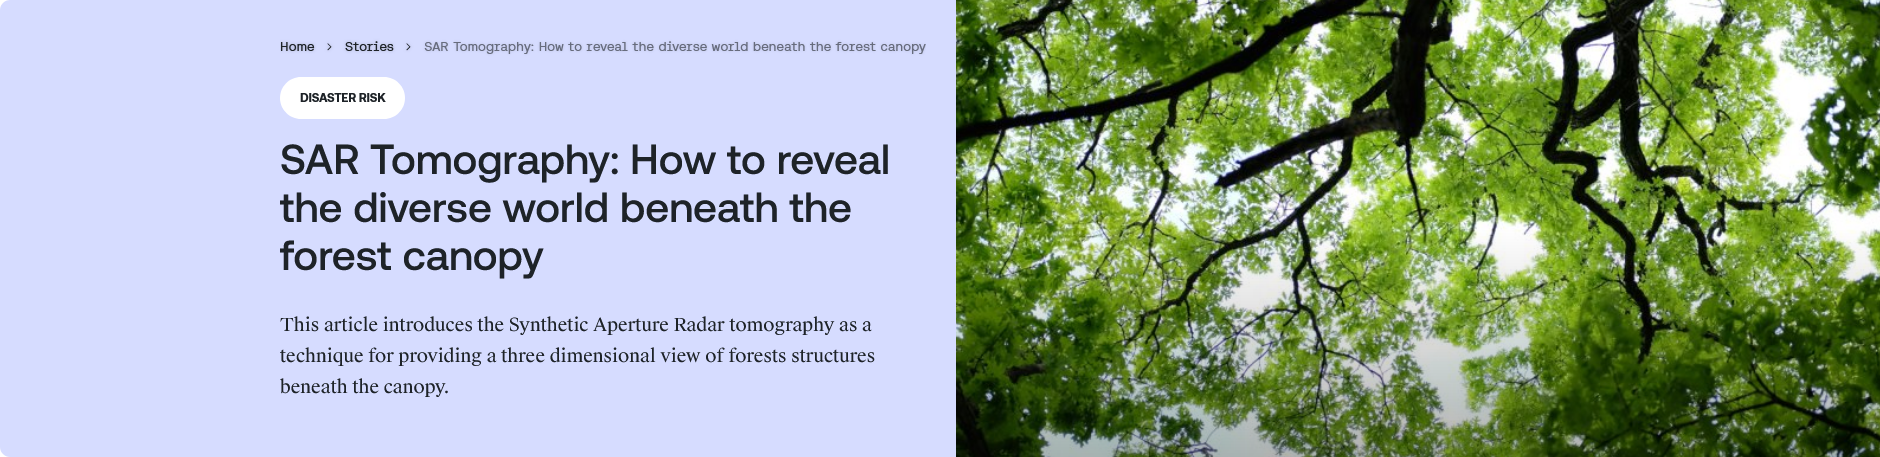 Home > Stories > SAR Tomography: How to reveal the diverse world beneath the forest canopy
DISASTER RISK
SAR Tomography: How to reveal
the diverse world beneath the
forest canopy
This article introduces the Synthetic Aperture Radar tomography as a
technique for providing a three dimensional view of forests structures
beneath the canopy.